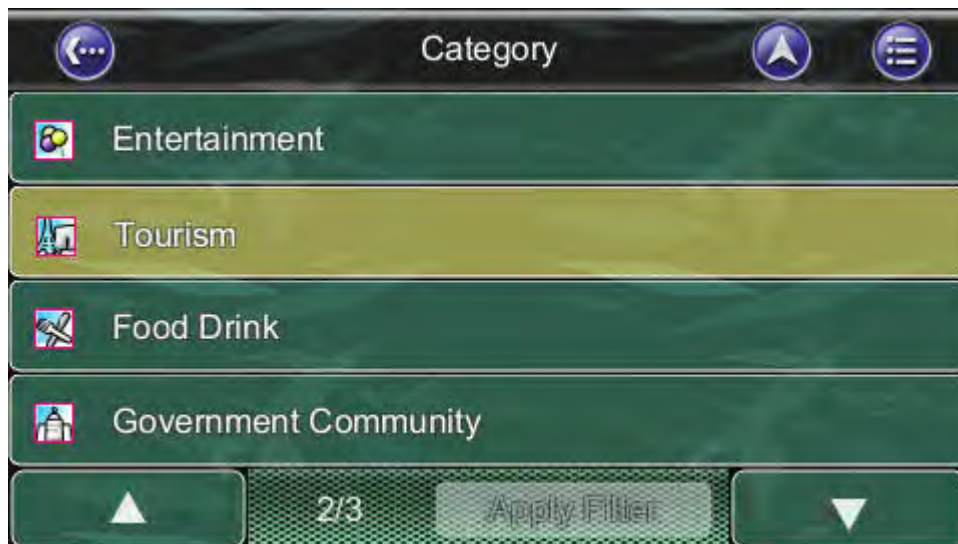 Category
Entertainment
Tourism
Food Drink
Government Community
2/3 Apply Filter